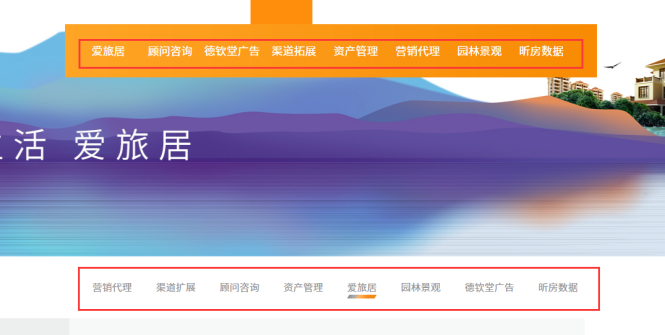 爱旅居 顾问咨询 德钦堂广告 渠道拓展 资产管理 营销代理 园林景观 昕房数据
活 爱旅居
营销代理 渠道扩展 顾问咨询 资产管理 爱旅居 园林景观 德钦堂广告 昕房数据